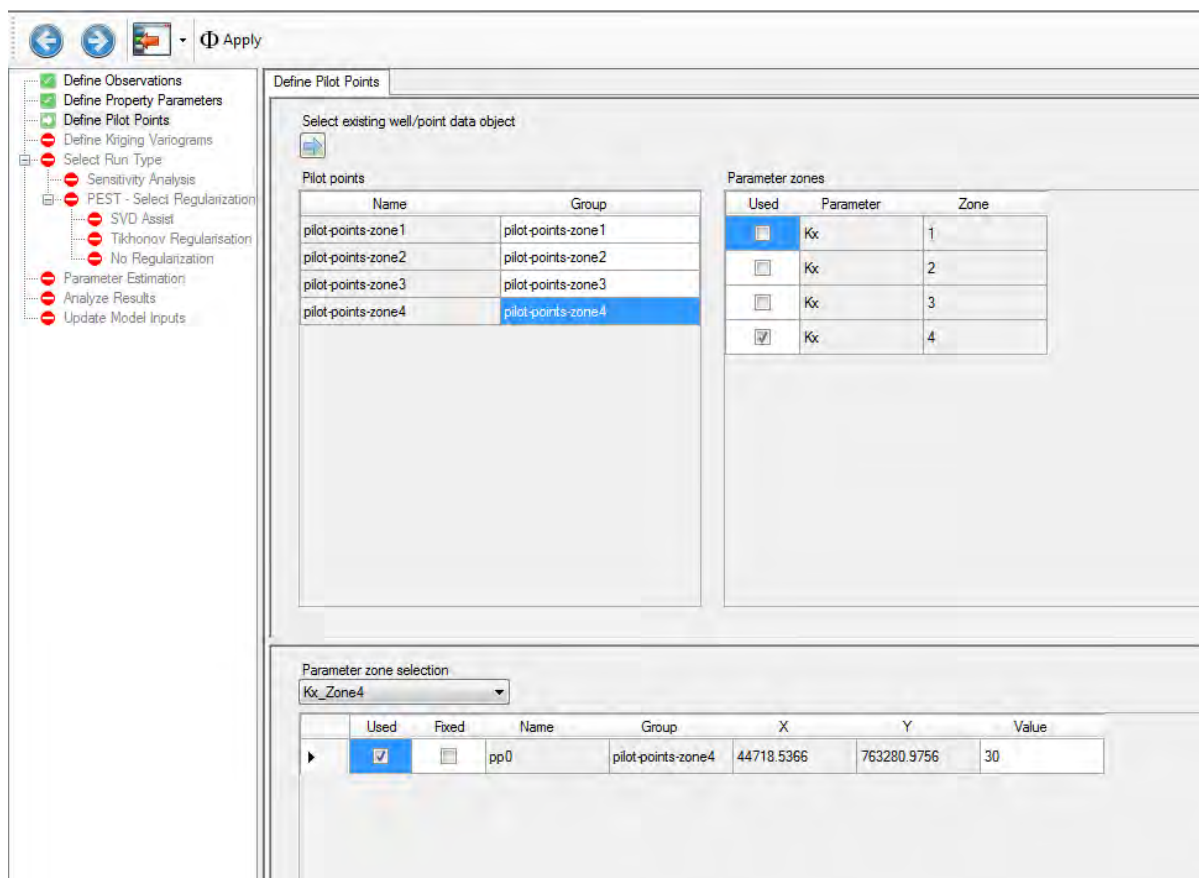 Φ Apply
Define Observations
Define Property Parameters
Define Pilot Points
Define Kriging Variograms
Select Run Type
Sensitivity Analysis
PEST - Select Regularization
SVD Assist
Tikhonov Regularisation
No Regularization
Parameter Estimation
Analyze Results
Update Model Inputs
Define Pilot Points
Select existing well/point data object
Pilot points
Name Group
pilot-points-zone1 pilot-points-zone1
pilot-points-zone2 pilot-points-zone2
pilot-points-zone3 pilot-points-zone3
pilot-points-zone4 pilot-points-zone4
Parameter zones
Used Parameter Zone
Kx 1
Kx 2
Kx 3
Kx 4
Parameter zone selection
Kx_Zone4
Used Fixed Name Group X Y Value
pp0 pilot-points-zone4 44718.5366 763280.9756 30